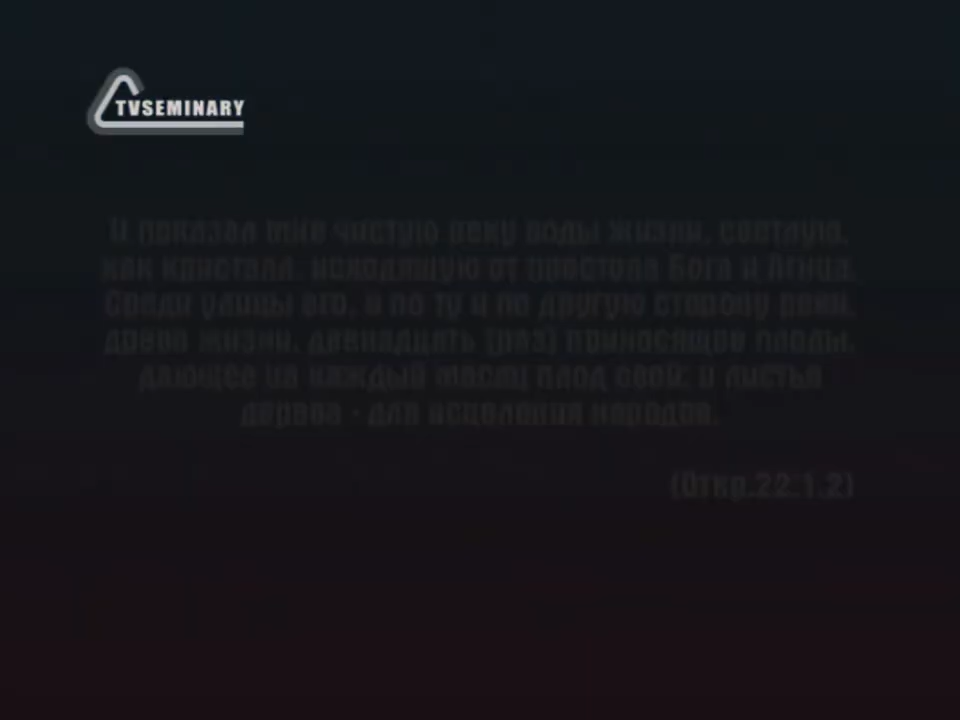 TVSEMINARY
И показал мне чистую реку воды жизни, светлую,
как кристалл, исходящую от престола Бога и Агнца.
Среди улицы его, и по ту и по другую сторону реки,
древо жизни, двенадцать (раз) приносящее плоды,
дающее на каждый месяц плод свой; и листья
дерева - для исцеления народов.
(Откр.22.1.2)